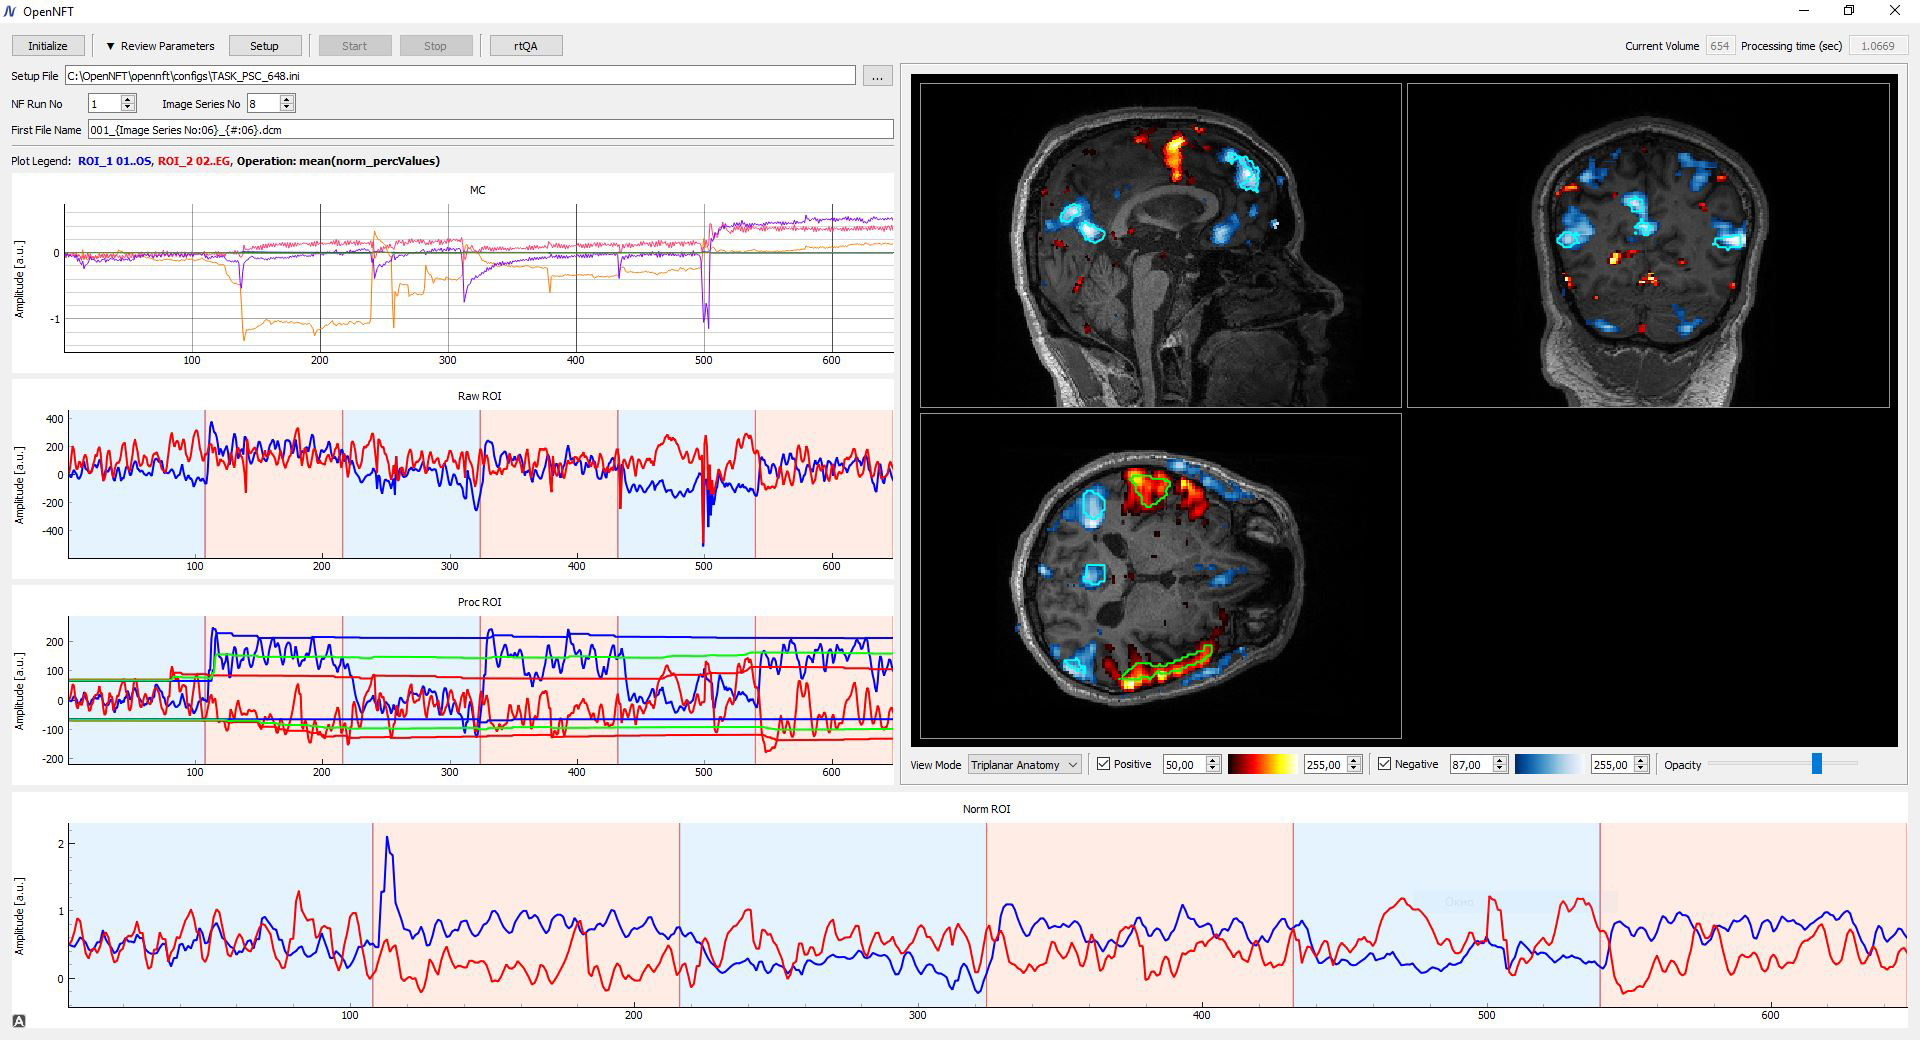 OpenNFT
Initialize ▼ Review Parameters Setup Start Stop rtQA Current Volume 654 Processing time (sec) 1.0669
Setup File C:\OpenNFT\opennft\configs\TASK_PSC_648.ini ...
NF Run No 1 Image Series No 8
First File Name 001_{Image Series No:06}_{#:06}.dcm
Plot Legend: ROI_1 01..OS, ROI_2 02..EG, Operation: mean(norm_percValues)
MC
Amplitude [a.u.]
0
-1
100 200 300 400 500 600
Raw ROI
Amplitude [a.u.]
400
200
0
-200
-400
100 200 300 400 500 600
Proc ROI
Amplitude [a.u.]
200
100
0
-100
-200
100 200 300 400 500 600
View Mode Triplanar Anatomy Positive 50,00 255,00 Negative 87,00 255,00 Opacity
Norm ROI
Amplitude [a.u.]
2
1
0
Окно
100 200 300 400 500 600
A